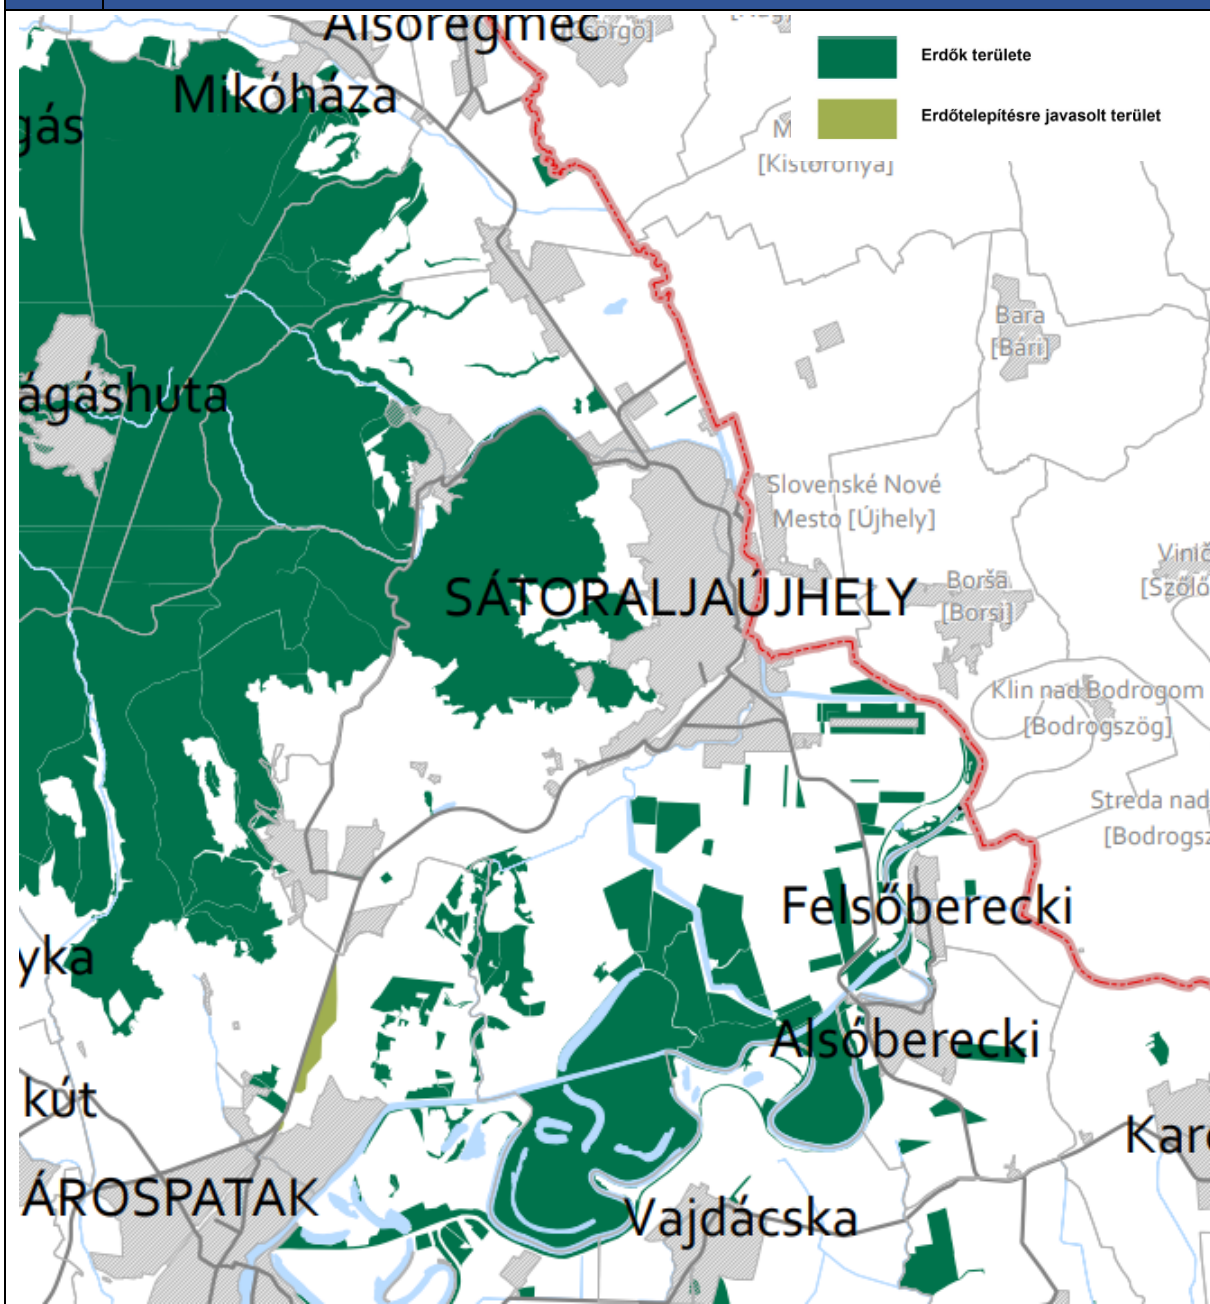 Alsóregmec
[Csörgő]
Erdők területe
Mikóháza
Erdőtelepítésre javasolt terület
gás
[Kistoronya]
Bara
[Bári]
ágáshuta
Slovenské Nové
Mesto [Újhely]
SÁTORALJAÚJHELY
Borša
[Borsi]
Klin nad Bodrogom
[Bodrogszög]
Streda nad
Felsőberecki
yka
Alsóberecki
kút
ÁROSPATAK
Vajdácska